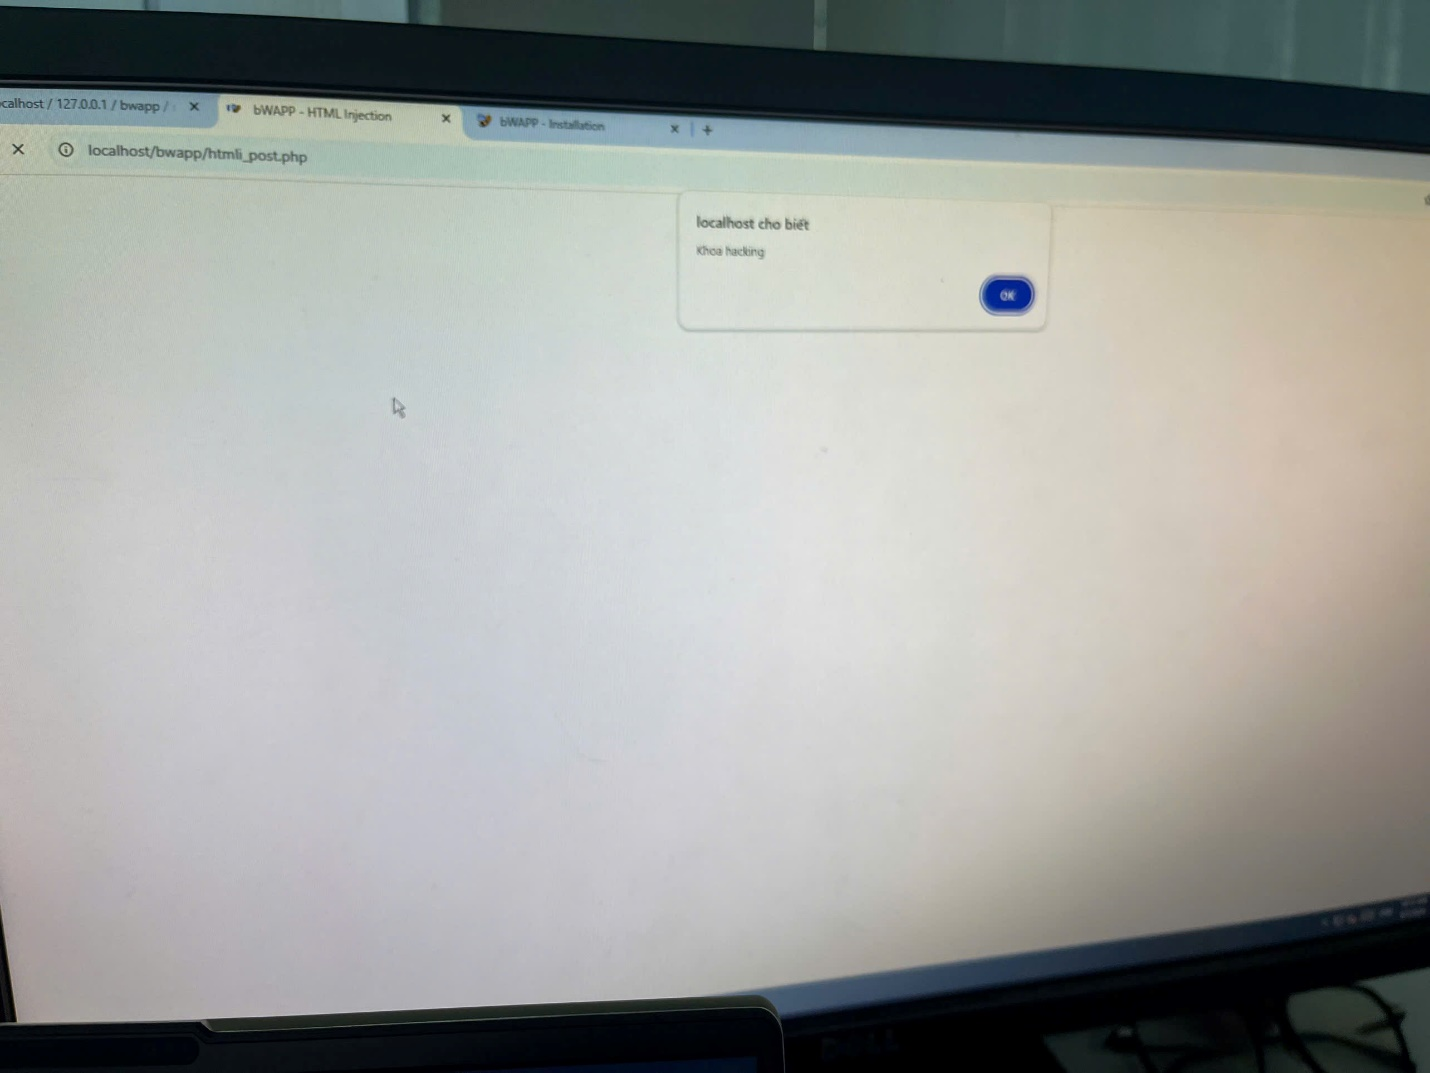 calhost / 127.0.0.1 / bwapp /
bWAPP - HTML Injection
bWAPP - Installation
localhost/bwapp/htmli_post.php
localhost cho biết
Khoa hacking
OK